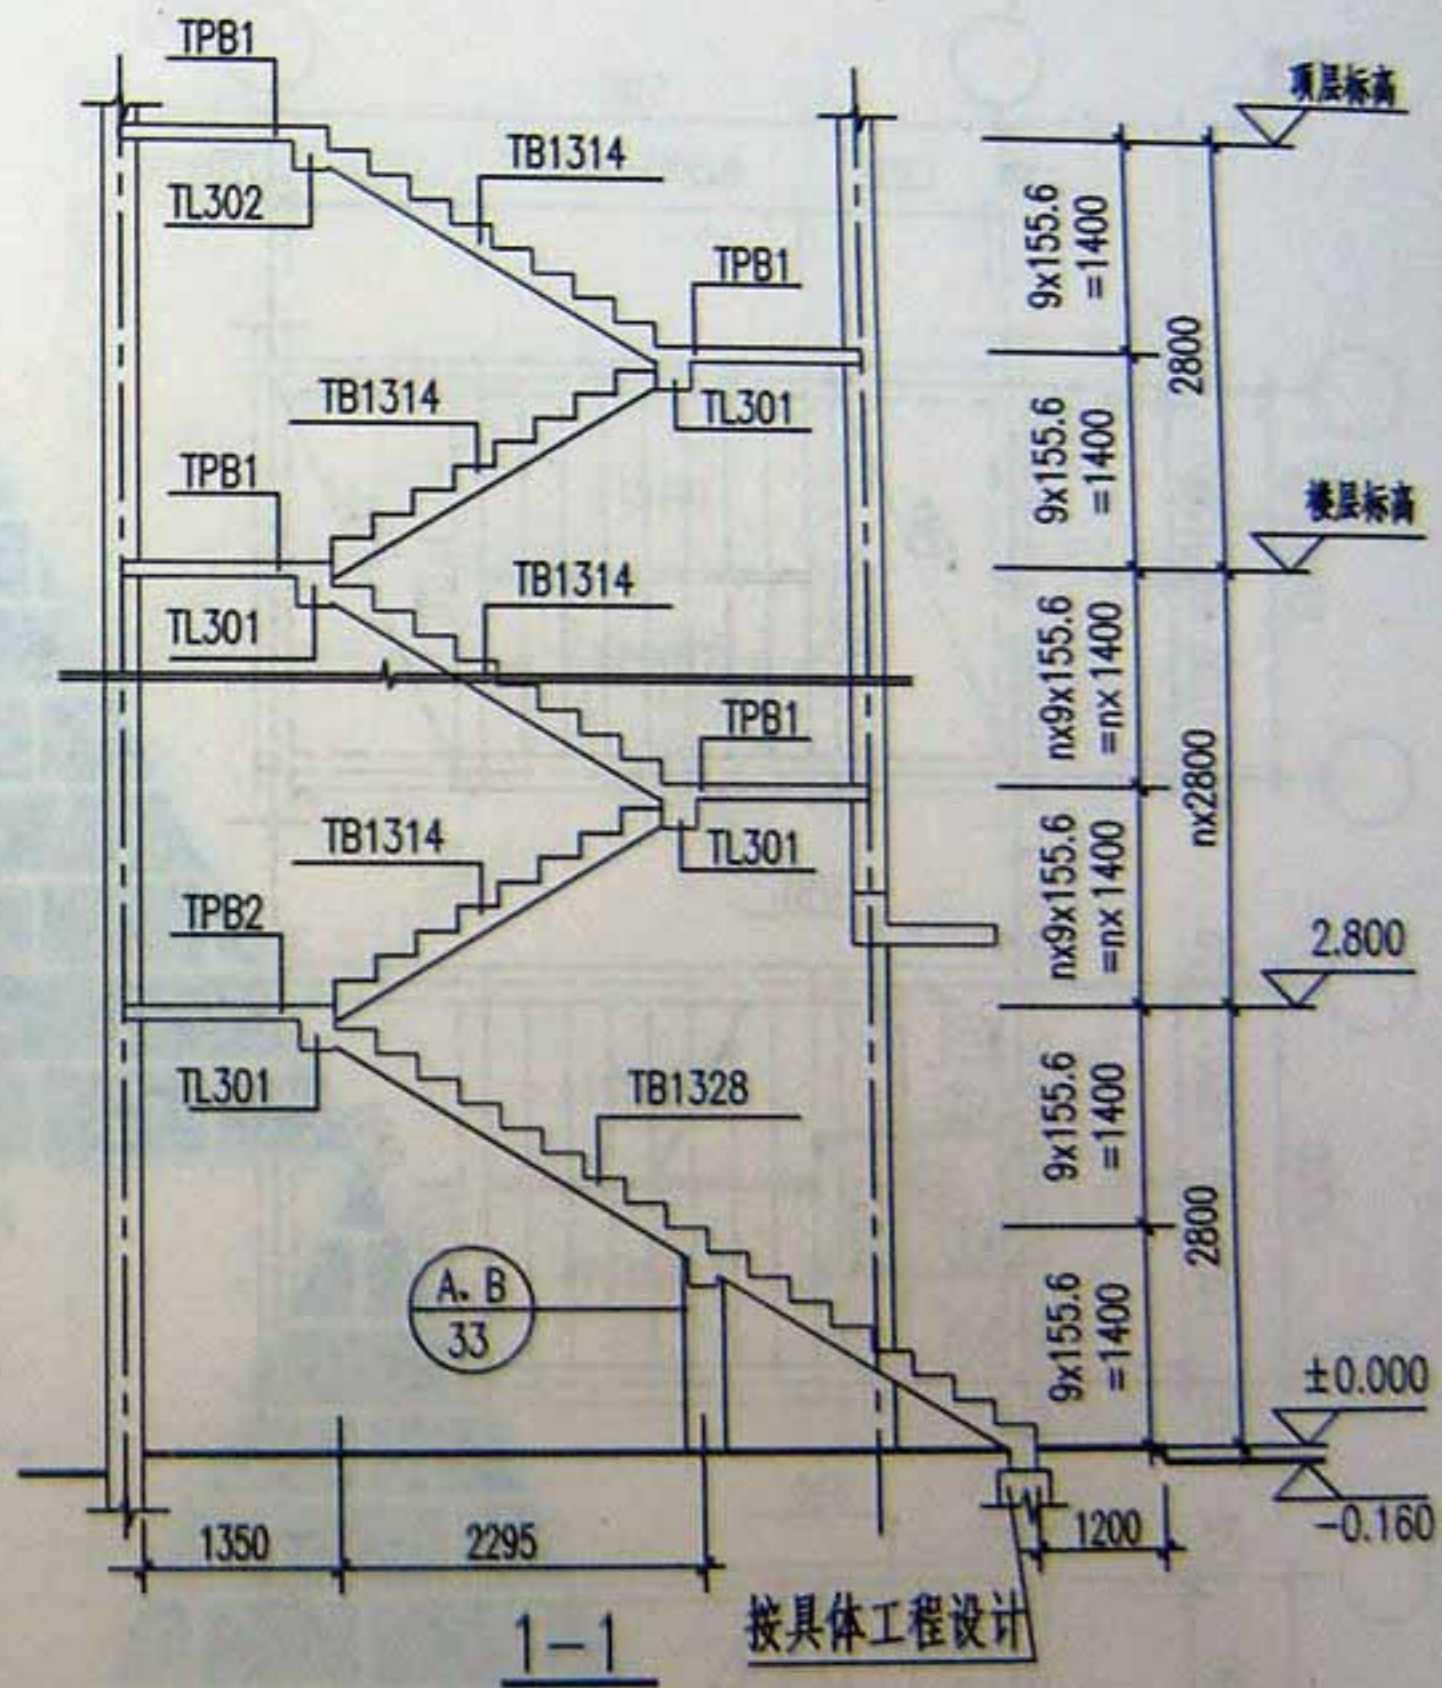 TPB1
顶层标高
TB1314
TL302
9x155.6
=1400
TPB1
2800
TB1314
TL301
9x155.6
=1400
TPB1
楼层标高
TB1314
TL301
nx9x155.6
=nx1400
TPB1
nx2800
TB1314
TL301
nx9x155.6
=nx1400
TPB2
2.800
TL301
TB1328
9x155.6
=1400
2800
A、B
33
9x155.6
=1400
±0.000
-0.160
1350
2295
1200
1-1
按具体工程设计